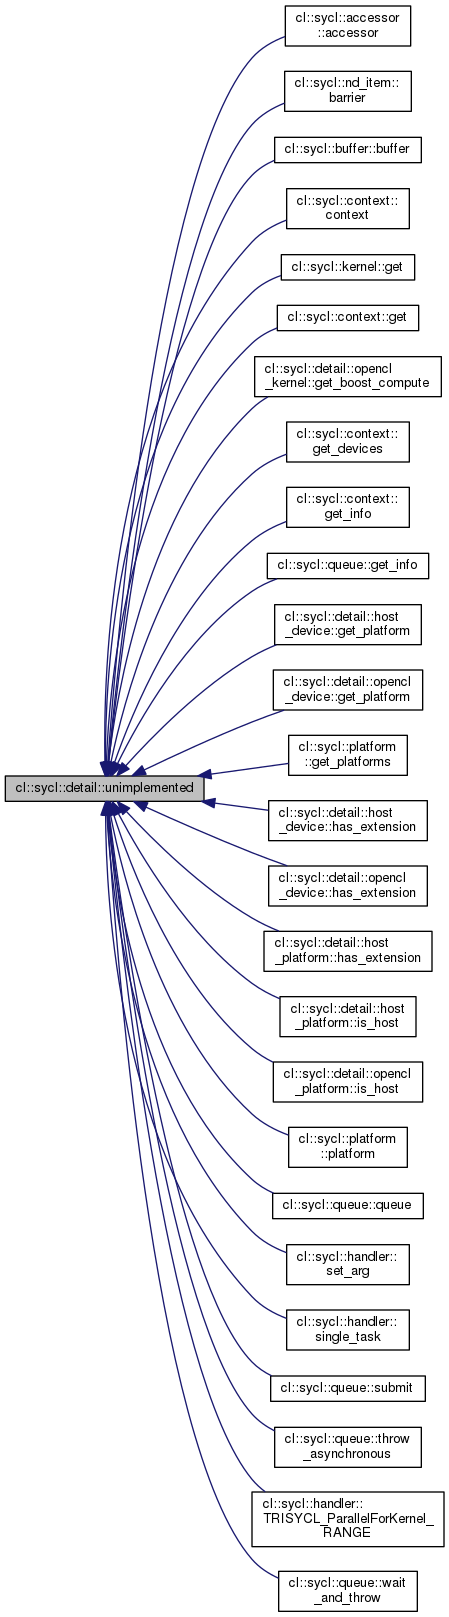 cl::sycl::accessor
::accessor
cl::sycl::nd_item::
barrier
cl::sycl::buffer::buffer
cl::sycl::context::
context
cl::sycl::kernel::get
cl::sycl::context::get
cl::sycl::detail::opencl
_kernel::get_boost_compute
cl::sycl::context::
get_devices
cl::sycl::context::
get_info
cl::sycl::queue::get_info
cl::sycl::detail::host
_device::get_platform
cl::sycl::detail::opencl
_device::get_platform
cl::sycl::platform
::get_platforms
cl::sycl::detail::unimplemented
cl::sycl::detail::host
_device::has_extension
cl::sycl::detail::opencl
_device::has_extension
cl::sycl::detail::host
_platform::has_extension
cl::sycl::detail::host
_platform::is_host
cl::sycl::detail::opencl
_platform::is_host
cl::sycl::platform
::platform
cl::sycl::queue::queue
cl::sycl::handler::
set_arg
cl::sycl::handler::
single_task
cl::sycl::queue::submit
cl::sycl::queue::throw
_asynchronous
cl::sycl::handler::
TRISYCL_ParallelForKernel_
RANGE
cl::sycl::queue::wait
_and_throw